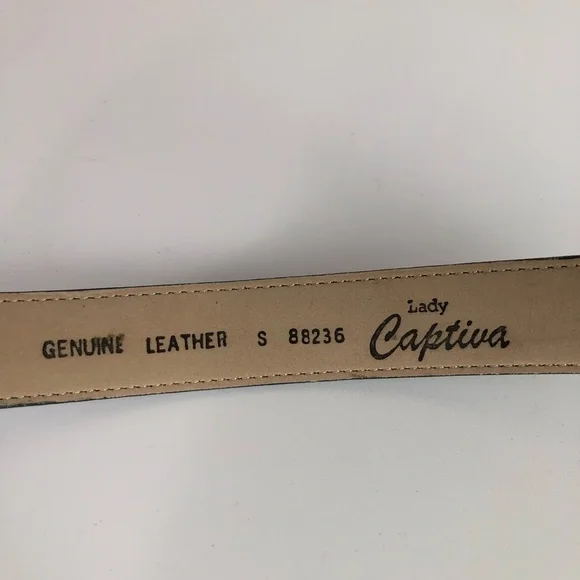 Lady
GENUINE LEATHER S 88236 Captiva